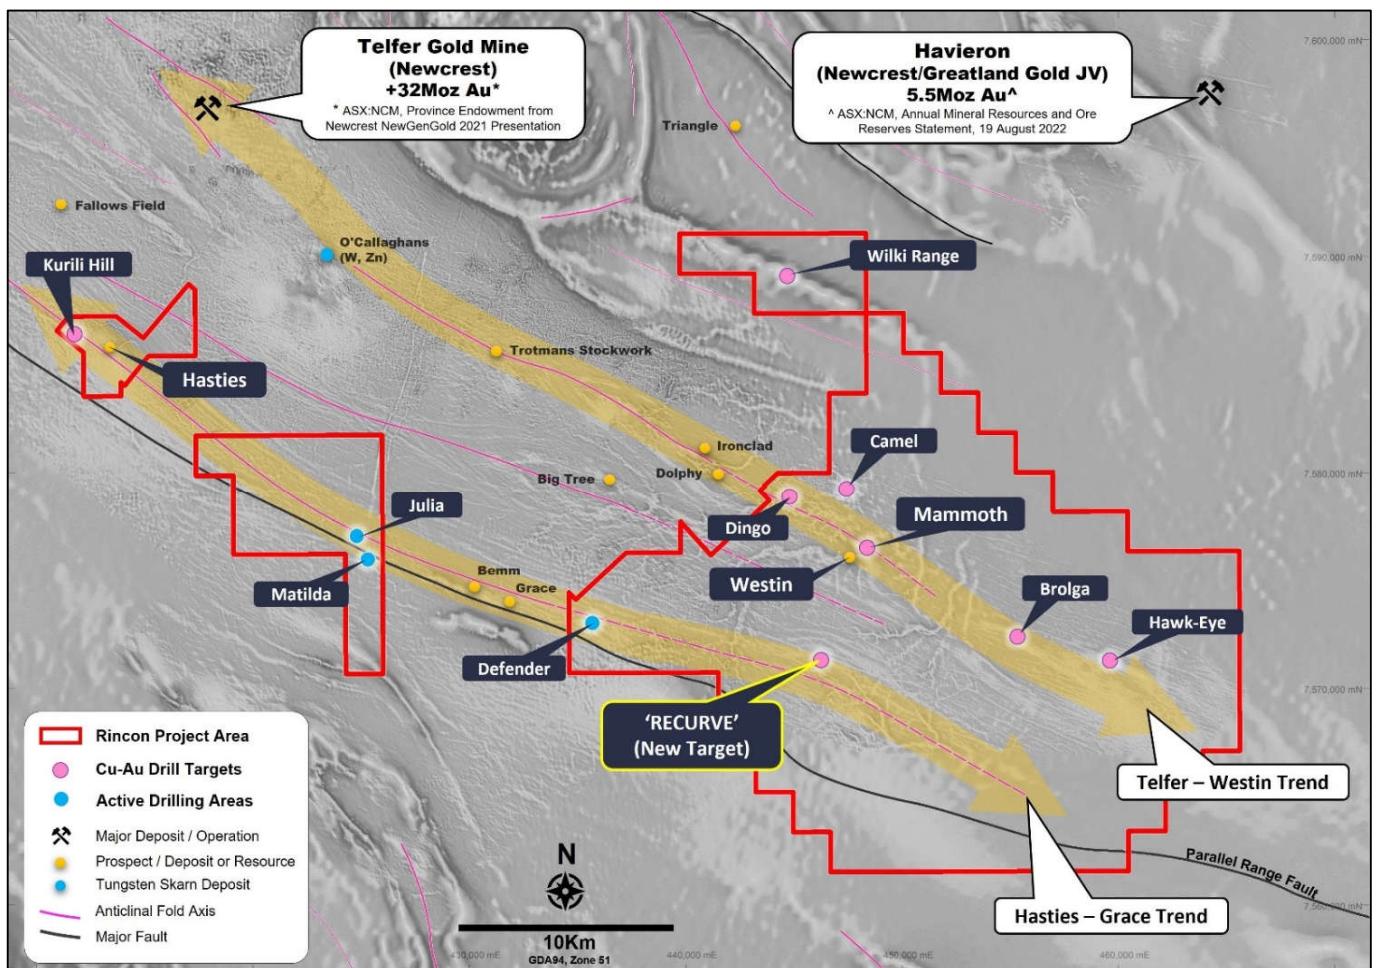 Telfer Gold Mine
(Newcrest)
+32Moz Au*
* ASX:NCM, Province Endowment from
Newcrest NewGenGold 2021 Presentation
Havieron
(Newcrest/Greatland Gold JV)
5.5Moz Au^
^ ASX:NCM, Annual Mineral Resources and Ore
Reserves Statement, 19 August 2022
7,600,000 mN
Triangle
Fallows Field
O'Callaghans
(W, Zn)
Kurili Hill
Wilki Range
7,590,000 mN
Trotmans Stockwork
Hasties
Camel
Ironclad
Dolphy
Big Tree
7,580,000 mN
Julia
Dingo
Mammoth
Matilda
Bemm
Grace
Westin
Brolga
Hawk-Eye
Defender
7,570,000 mN
'RECURVE'
(New Target)
Telfer – Westin Trend
Rincon Project Area
Cu-Au Drill Targets
Active Drilling Areas
Major Deposit / Operation
Prospect / Deposit or Resource
Tungsten Skarn Deposit
Anticlinal Fold Axis
Major Fault
N
10Km
GDA94, Zone 51
Parallel Range Fault
Hasties – Grace Trend
7,560,000 mN
430,000 mE
440,000 mE
450,000 mE
460,000 mE